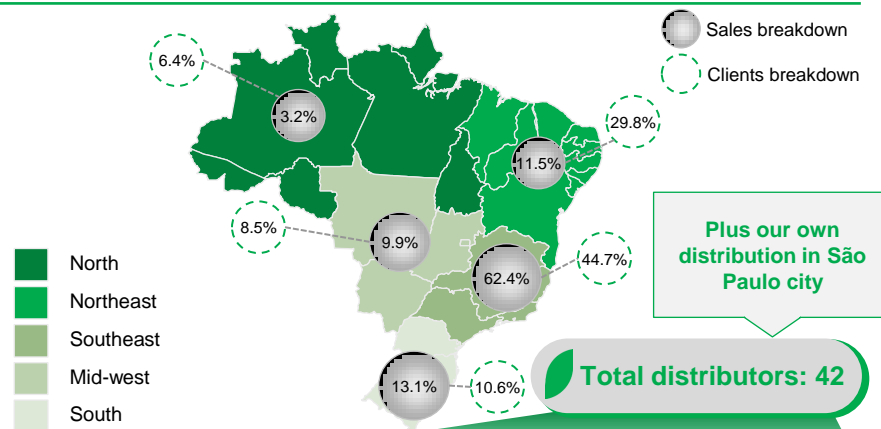 Sales breakdown
Clients breakdown
6.4%
3.2%
29.8%
11.5%
8.5%
9.9%
62.4%
44.7%
13.1%
10.6%
North
Northeast
Southeast
Mid-west
South
Plus our own
distribution in São
Paulo city
Total distributors: 42